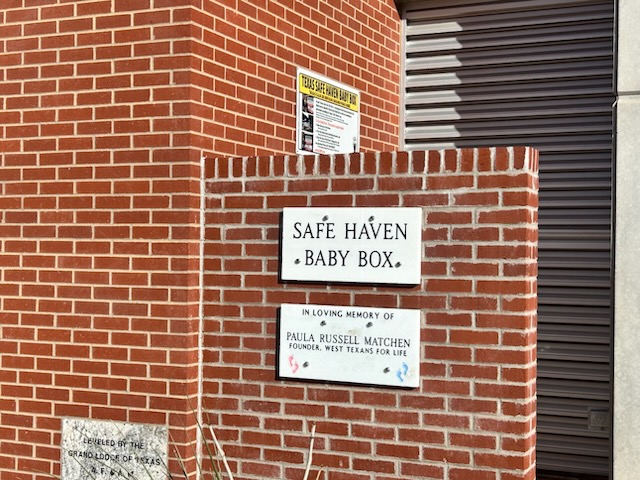 TEXAS SAFE HAVEN BABY BOX
SAFE HAVEN
BABY BOX
IN LOVING MEMORY OF
PAULA RUSSELL MATCHEN
FOUNDER, WEST TEXANS FOR LIFE
LEVELED BY THE
GRAND LODGE OF TEXAS
A.F.&A.M.